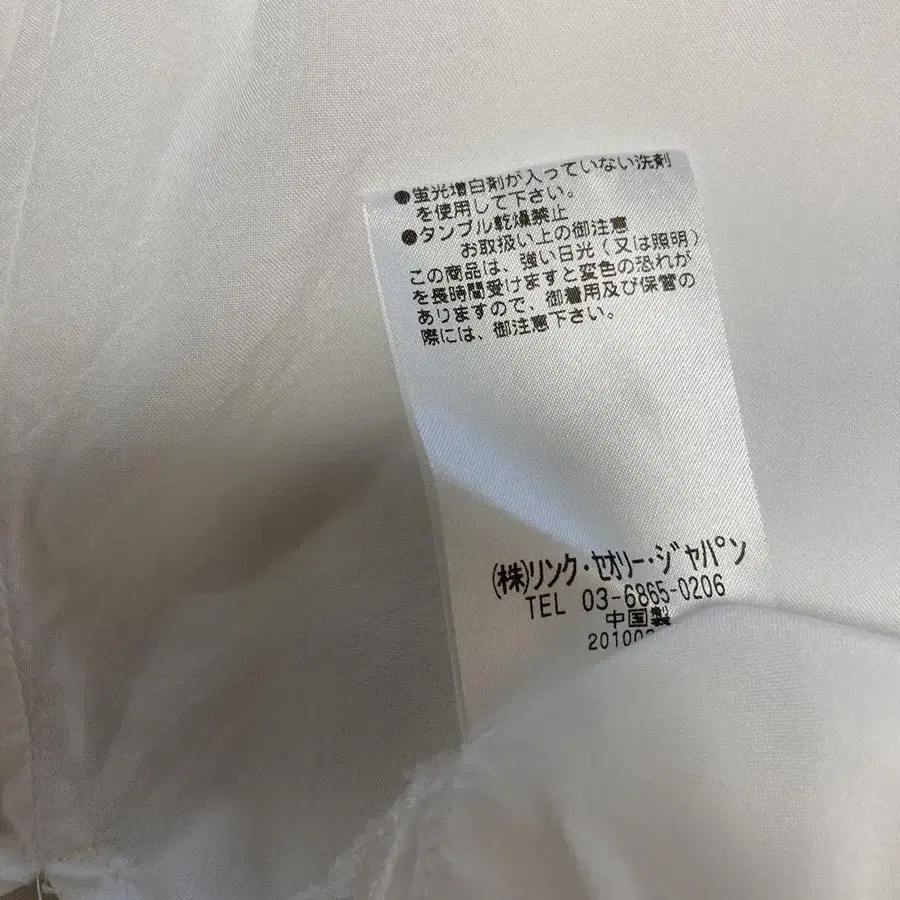 ●蛍光増白剤が入っていない洗剤
を使用して下さい。
●タンブル乾燥禁止
お取扱い上の御注意
この商品は、強い日光(又は照明)
を長時間受けますと変色の恐れが
ありますので、御着用及び保管の
際には、御注意下さい。
(株)リンク・セオリー・ジャパン
TEL 03-6865-0206
中国製